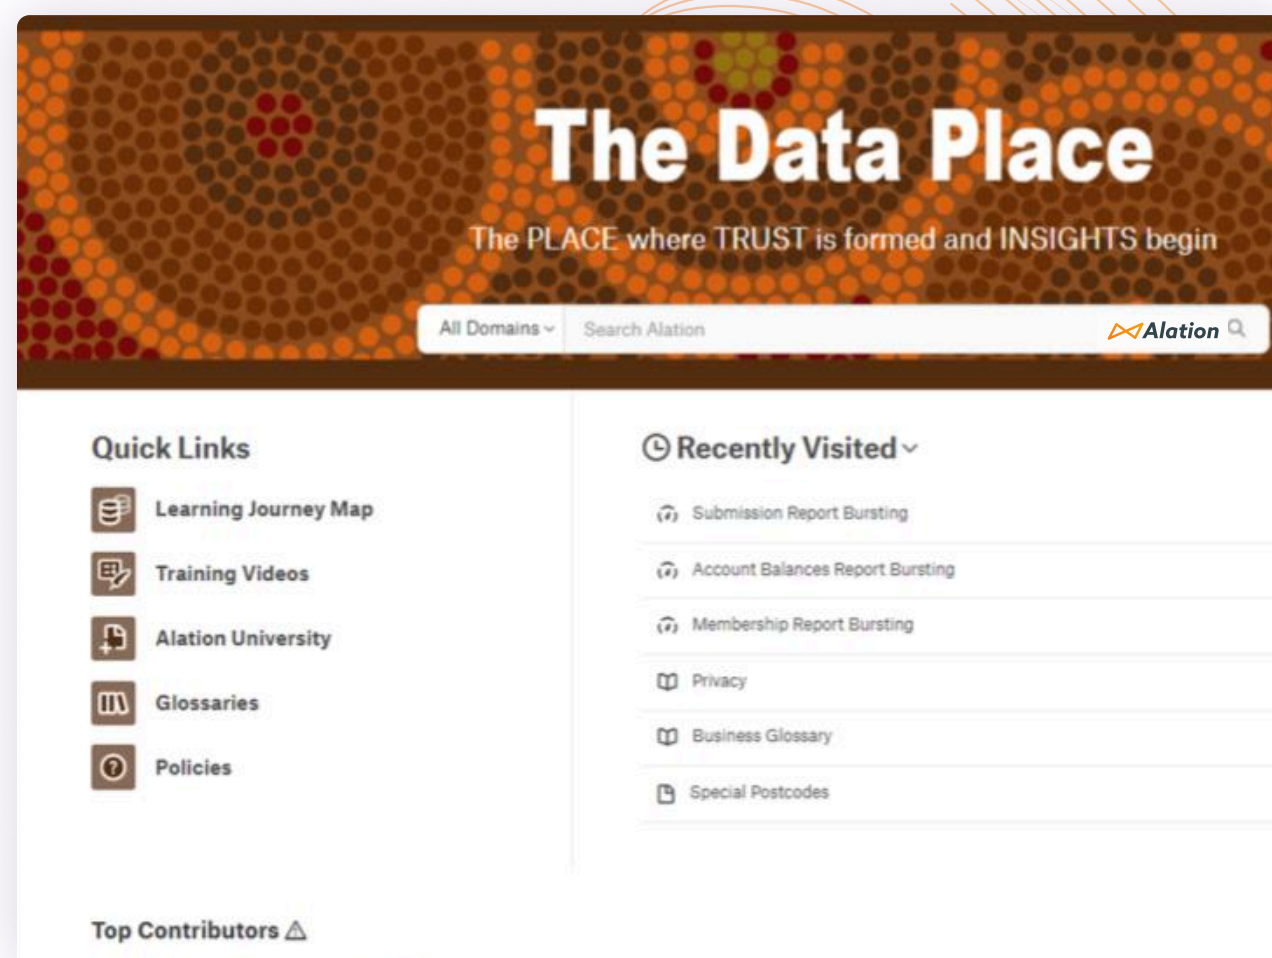 The Data Place
The PLACE where TRUST is formed and INSIGHTS begin
All Domains
Search Alation
Alation
Quick Links
Learning Journey Map
Training Videos
Alation University
Glossaries
Policies
Recently Visited
Submission Report Bursting
Account Balances Report Bursting
Membership Report Bursting
Privacy
Business Glossary
Special Postcodes
Top Contributors